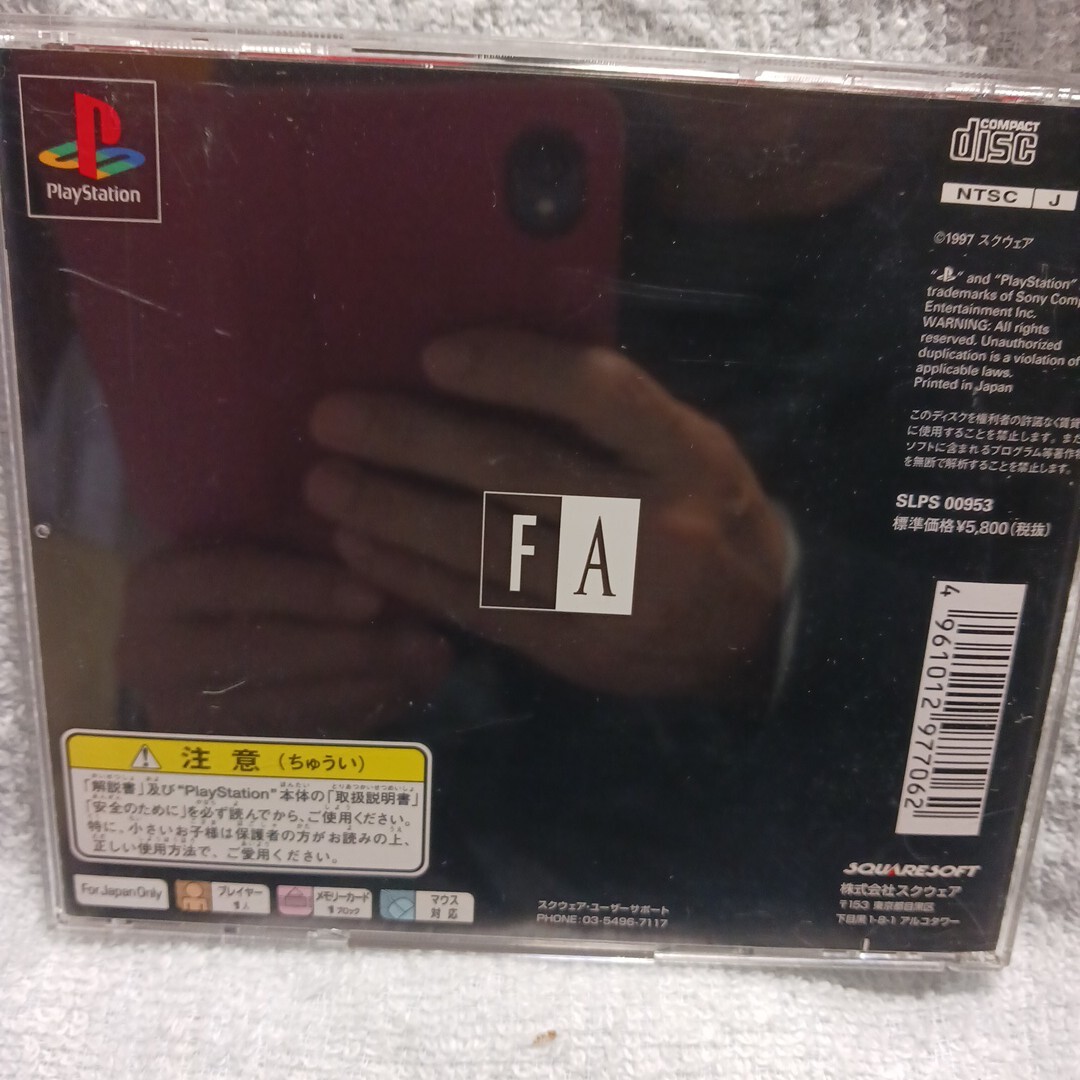 PlayStation
COMPACT
disc
NTSC J
©1997 スクウェア
" " and "PlayStation"
trademarks of Sony Comp
Entertainment Inc.
WARNING: All rights
reserved. Unauthorized
duplication is a violation of
applicable laws.
Printed in Japan
このディスクを権利者の許諾なく賃貸
に使用することを禁止します。また
ソフトに含まれるプログラム等著作物
を無断で解析することを禁止します。
SLPS 00953
標準価格¥5,800(税抜)
F A
4961012977062
注意(ちゅうい)
「解説書」及び"PlayStation"本体の「取扱説明書」
「安全のために」を必ず読んでから、ご使用ください。
特に、小さいお子様は保護者の方がお読みの上、
正しい使用方法で、ご愛用ください。
For Japan Only
プレイヤー
1人
メモリーカード
1ブロック
マウス
対応
スクウェア・ユーザーサポート
PHONE:03-5496-7117
SQUARESOFT
株式会社スクウェア
〒153 東京都目黒区
下目黒1-8-1 アルコタワー